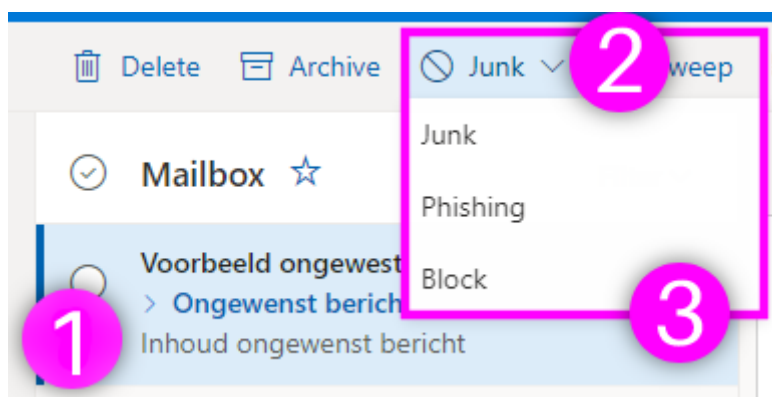 Delete Archive Junk 2 weep
Junk
Mailbox
Phishing
Voorbeeld ongewest
Block
Ongewenst berich
3
1
Inhoud ongewenst bericht